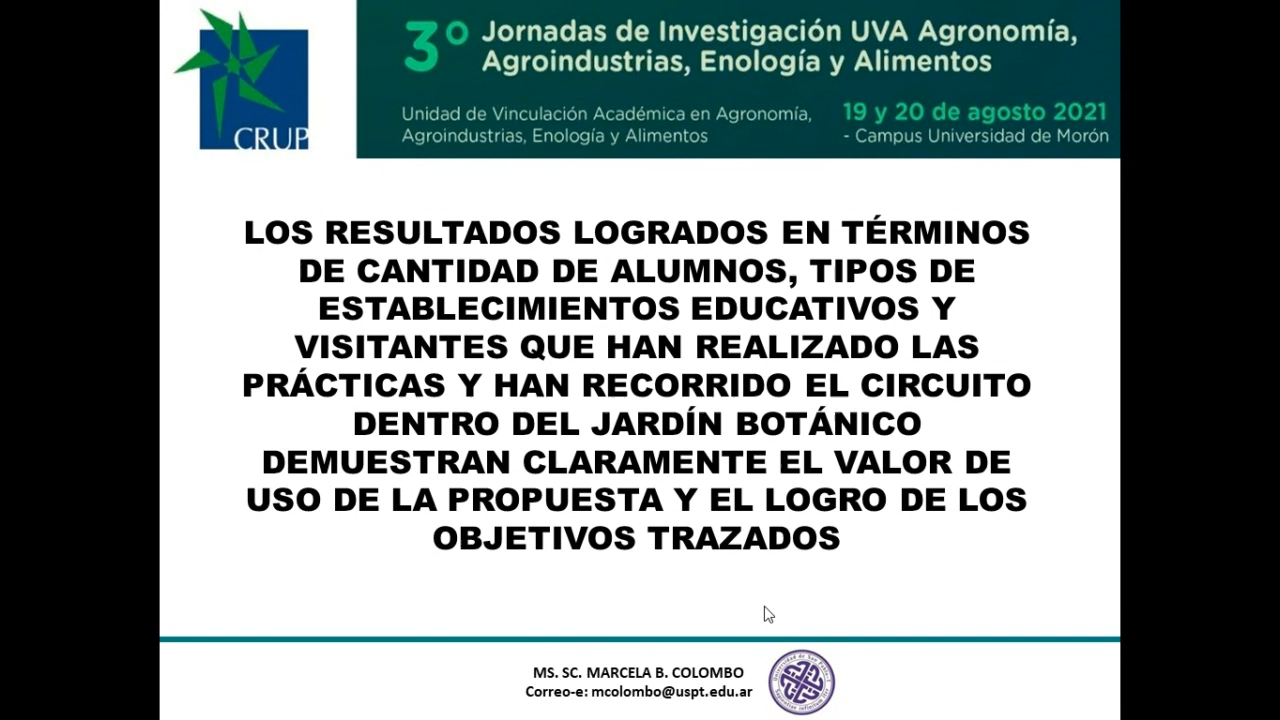 CRUP
3° Jornadas de Investigación UVA Agronomía,
Agroindustrias, Enología y Alimentos
Unidad de Vinculación Académica en Agronomía,
Agroindustrias, Enología y Alimentos
19 y 20 de agosto 2021
- Campus Universidad de Morón
LOS RESULTADOS LOGRADOS EN TÉRMINOS
DE CANTIDAD DE ALUMNOS, TIPOS DE
ESTABLECIMIENTOS EDUCATIVOS Y
VISITANTES QUE HAN REALIZADO LAS
PRÁCTICAS Y HAN RECORRIDO EL CIRCUITO
DENTRO DEL JARDÍN BOTÁNICO
DEMUESTRAN CLARAMENTE EL VALOR DE
USO DE LA PROPUESTA Y EL LOGRO DE LOS
OBJETIVOS TRAZADOS
MS. SC. MARCELA B. COLOMBO
Correo-e: mcolombo@uspt.edu.ar